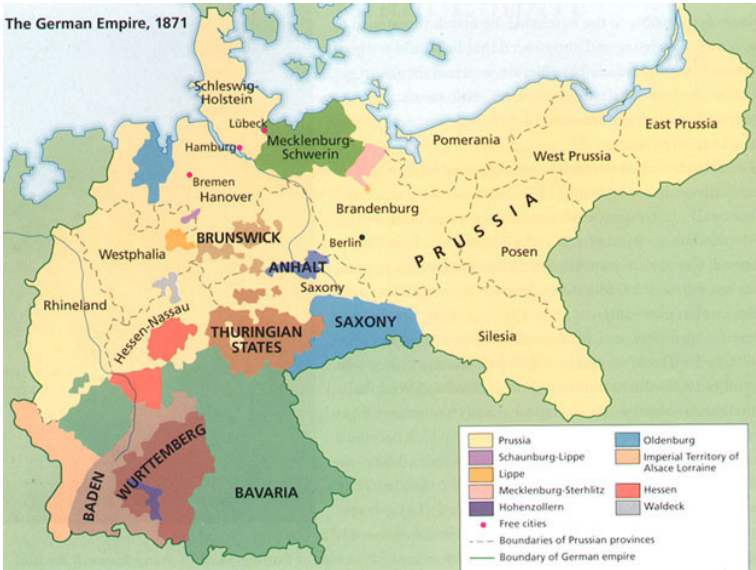 The German Empire, 1871
Schleswig-
Holstein
Lübeck
Hamburg
Mecklenburg-
Schwerin
Pomerania
East Prussia
West Prussia
Bremen
Hanover
Brandenburg
PRUSSIA
BRUNSWICK
Berlin
Westphalia
Posen
ANHALT
Saxony
Rhineland
Hessen-Nassau
THURINGIAN
STATES
SAXONY
Silesia
BADEN
WURTTEMBERG
BAVARIA
Prussia
Schaunburg-Lippe
Lippe
Mecklenburg-Sterhlitz
Hohenzollern
Free cities
Oldenburg
Imperial Territory of
Alsace Lorraine
Hessen
Waldeck
Boundaries of Prussian provinces
Boundary of German empire